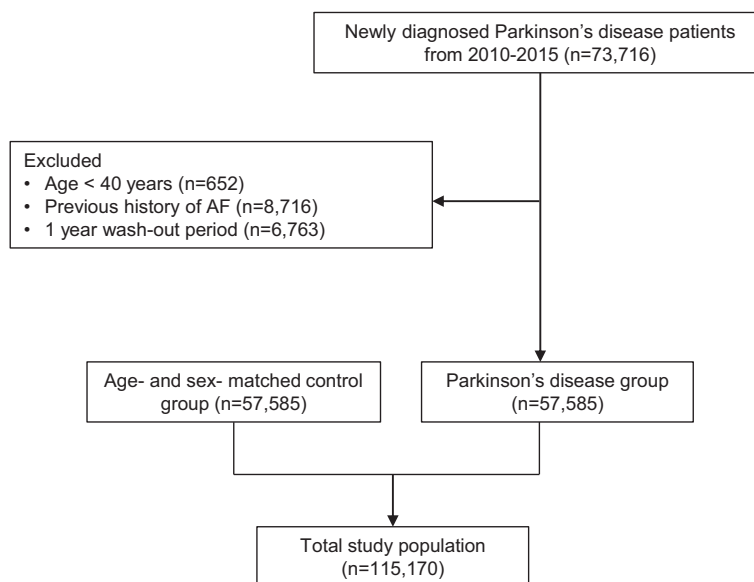 Newly diagnosed Parkinson’s disease patients
from 2010-2015 (n=73,716)
Excluded
• Age < 40 years (n=652)
• Previous history of AF (n=8,716)
• 1 year wash-out period (n=6,763)
Age- and sex- matched control
group (n=57,585)
Parkinson’s disease group
(n=57,585)
Total study population
(n=115,170)